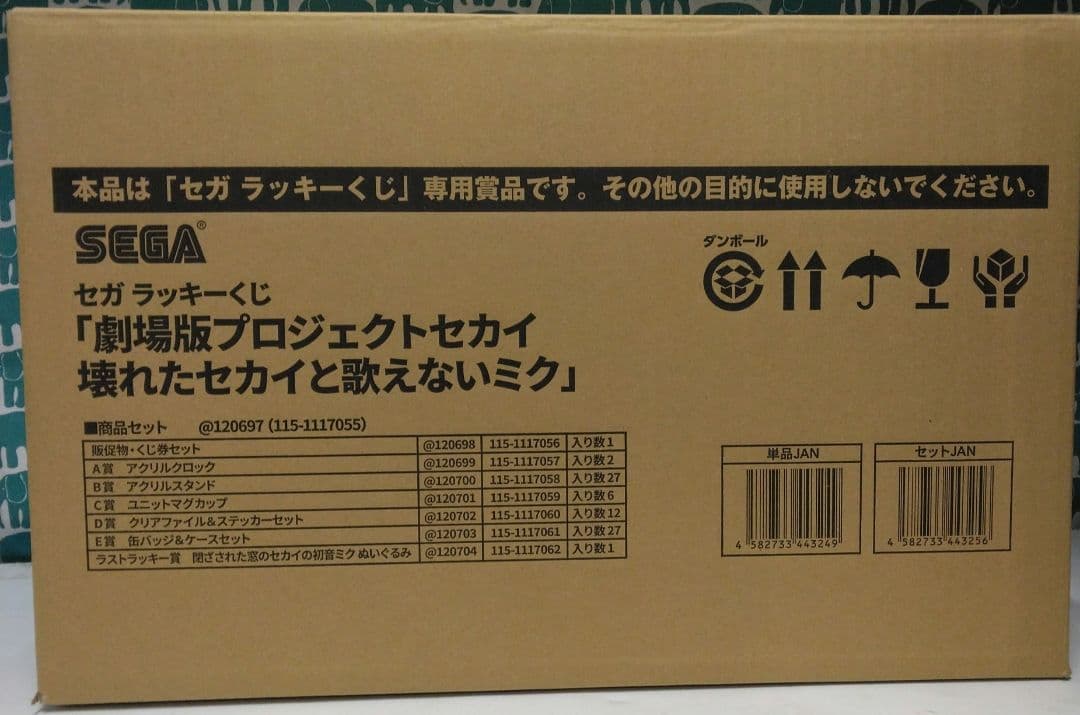 本品は「セガ ラッキーくじ」専用賞品です。その他の目的に使用しないでください。
SEGA®
セガ ラッキーくじ
「劇場版プロジェクトセカイ
壊れたセカイと歌えないミク」
ダンボール
■商品セット @120697（115-1117055）
販促物・くじ券セット @120698 115-1117056 入り数1
A賞 アクリルクロック @120699 115-1117057 入り数2
B賞 アクリルスタンド @120700 115-1117058 入り数27
C賞 ユニットマグカップ @120701 115-1117059 入り数6
D賞 クリアファイル&ステッカーセット @120702 115-1117060 入り数12
E賞 缶バッジ&ケースセット @120703 115-1117061 入り数27
ラストラッキー賞 閉ざされた窓のセカイの初音ミク ぬいぐるみ @120704 115-1117062 入り数1
単品JAN
4 582733 443249
セットJAN
4 582733 443256